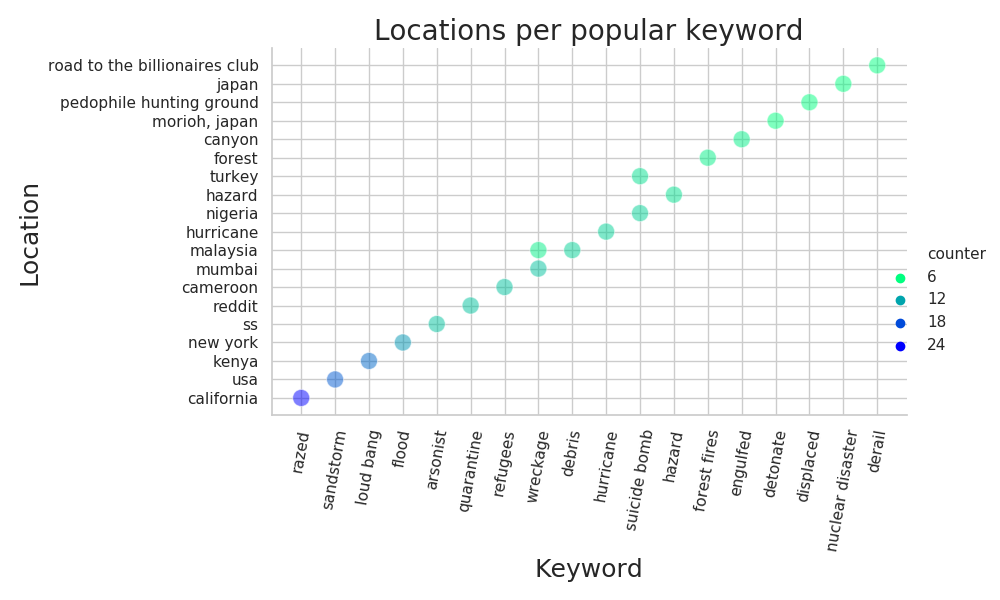 Locations per popular keyword
road to the billionaires club
japan
pedophile hunting ground
morioh, japan
canyon
forest
turkey
hazard
nigeria
hurricane
malaysia
mumbai
cameroon
reddit
ss
new york
kenya
usa
california
Location
counter
6
12
18
24
razed
sandstorm
loud bang
flood
arsonist
quarantine
refugees
wreckage
debris
hurricane
suicide bomb
hazard
forest fires
engulfed
detonate
displaced
nuclear disaster
derail
Keyword